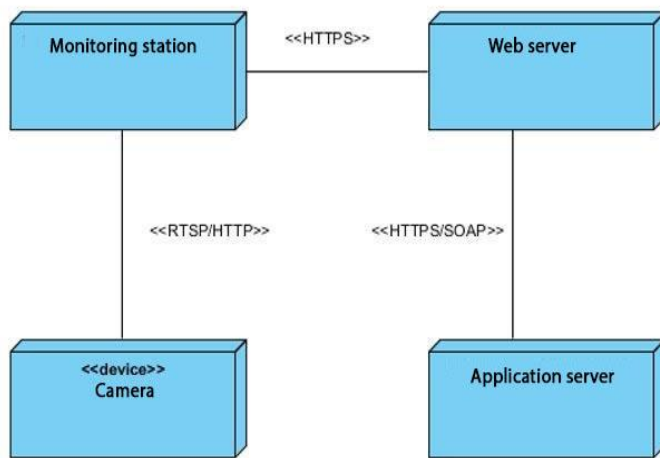 Monitoring station
<<HTTPS>>
Web server
<<RTSP/HTTP>>
<<HTTPS/SOAP>>
<<device>>
Camera
Application server